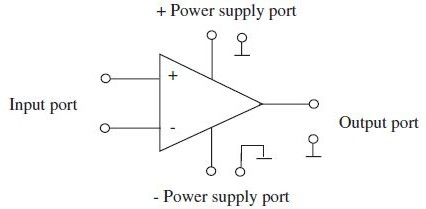 + Power supply port
+
Input port
-
Output port
- Power supply port